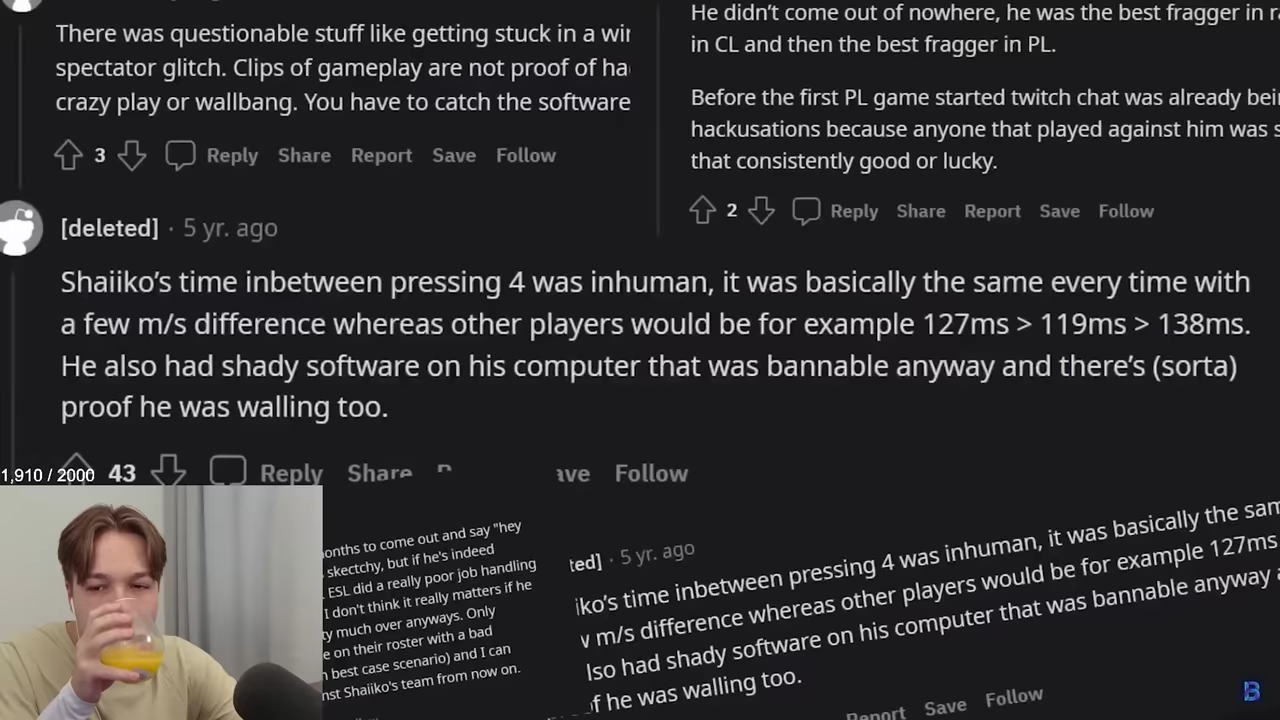 There was questionable stuff like getting stuck in a
spectator glitch. Clips of gameplay are not proof of
crazy play or wallbang. You have to catch the software
3 Reply Share Report Save Follow
He didn’t come out of nowhere, he was the best fragger in
in CL and then the best fragger in PL.
Before the first PL game started twitch chat was already
hackusations because anyone that played against him was
that consistently good or lucky.
2 Reply Share Report Save Follow
[deleted] · 5 yr. ago
Shaiiko’s time inbetween pressing 4 was inhuman, it was basically the same every time with
a few m/s difference whereas other players would be for example 127ms > 119ms > 138ms.
He also had shady software on his computer that was bannable anyway and there’s (sorta)
proof he was walling too.
1,910 / 2000
43 Reply Share Follow
come out and say "hey
skectchy, but if he's indeed
ESL did a really poor job handling
I don't think it really matters if he
much over anyways. Only
on their roster with a bad
best case scenario) and I can
Shaiiko's team from now on.
· 5 yr. ago
time inbetween pressing 4 was inhuman, it was basically the
m/s difference whereas other players would be for example 127ms
had shady software on his computer that was bannable anyway
he was walling too.
Report Save Follow
B